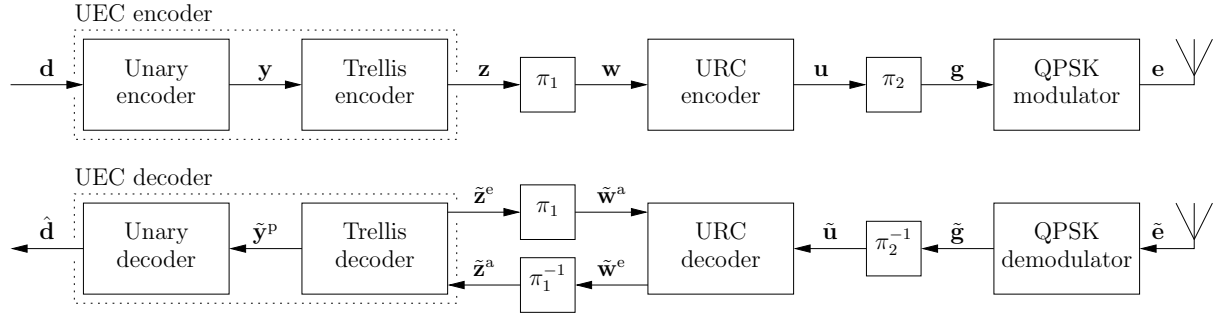 UEC encoder
d
Unary
encoder
y
Trellis
encoder
z
π₁
w
URC
encoder
u
π₂
g
QPSK
modulator
e
UEC decoder
d̂
Unary
decoder
ỹᵖ
Trellis
decoder
z̃ᵉ
π₁
w̃ᵃ
z̃ᵃ
π₁⁻¹
w̃ᵉ
URC
decoder
ũ
π₂⁻¹
g̃
QPSK
demodulator
ẽ